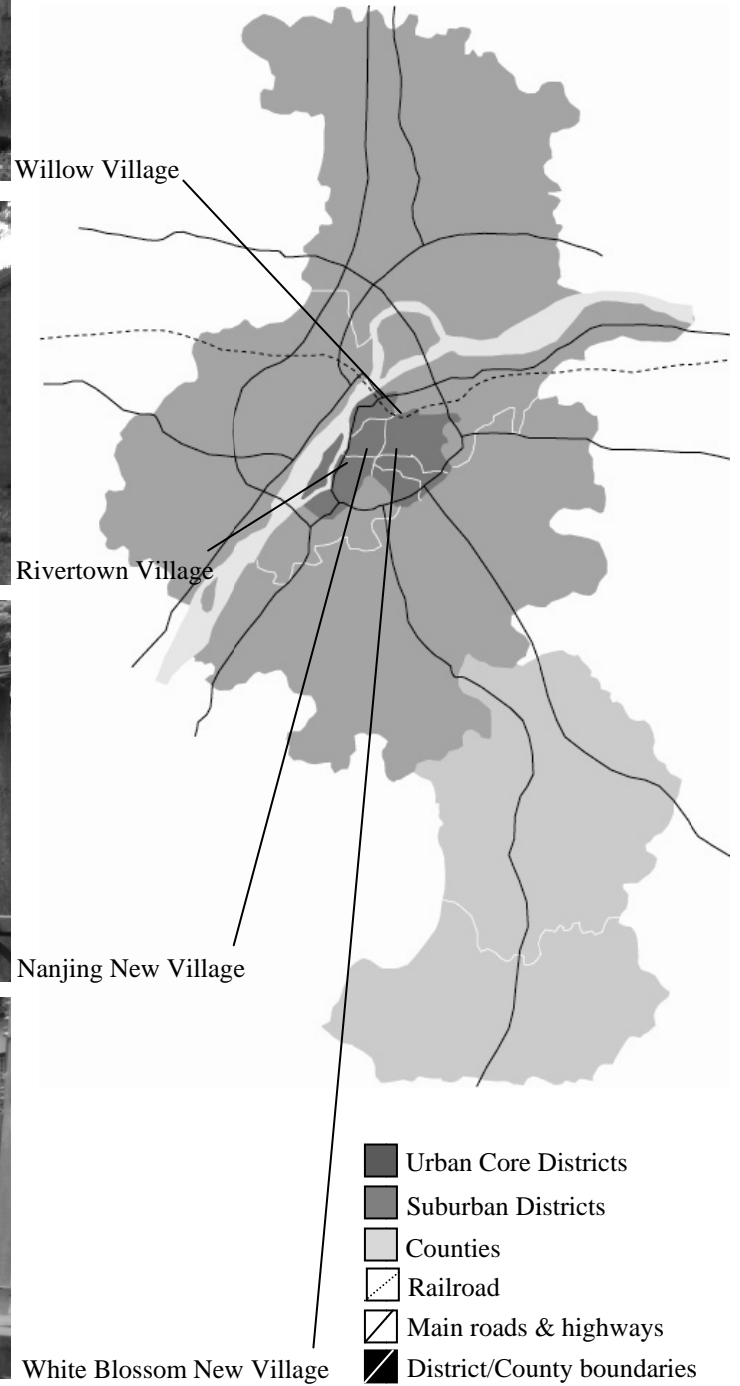 Willow Village
Rivertown Village
Nanjing New Village
White Blossom New Village
Urban Core Districts
Suburban Districts
Counties
Railroad
Main roads & highways
District/County boundaries